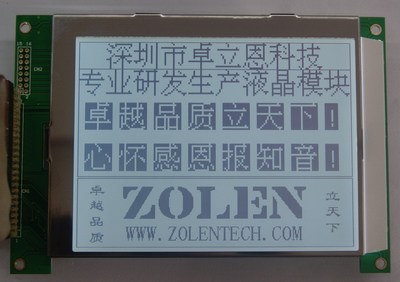 深圳市卓立恩科技
专业研发生产液晶模块
卓越品质立天下!
心怀感恩报知音!
卓越品质
ZOLEN
立天下
WWW.ZOLENTECH.COM